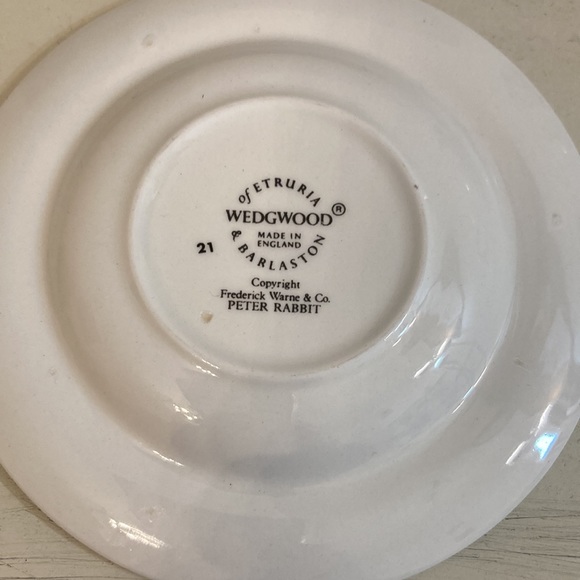 of ETRURIA
WEDGWOOD®
MADE IN
ENGLAND
& BARLASTON
21
Copyright
Frederick Warne & Co.
PETER RABBIT